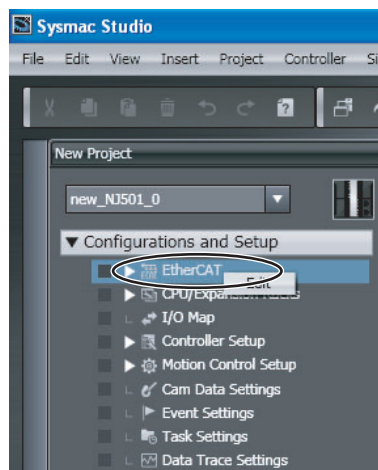 Sysmac Studio
File Edit View Insert Project Controller Si
New Project
new_NJ501_0
Configurations and Setup
EtherCAT
Edit
CPU/Expansion Racks
I/O Map
Controller Setup
Motion Control Setup
Cam Data Settings
Event Settings
Task Settings
Data Trace Settings